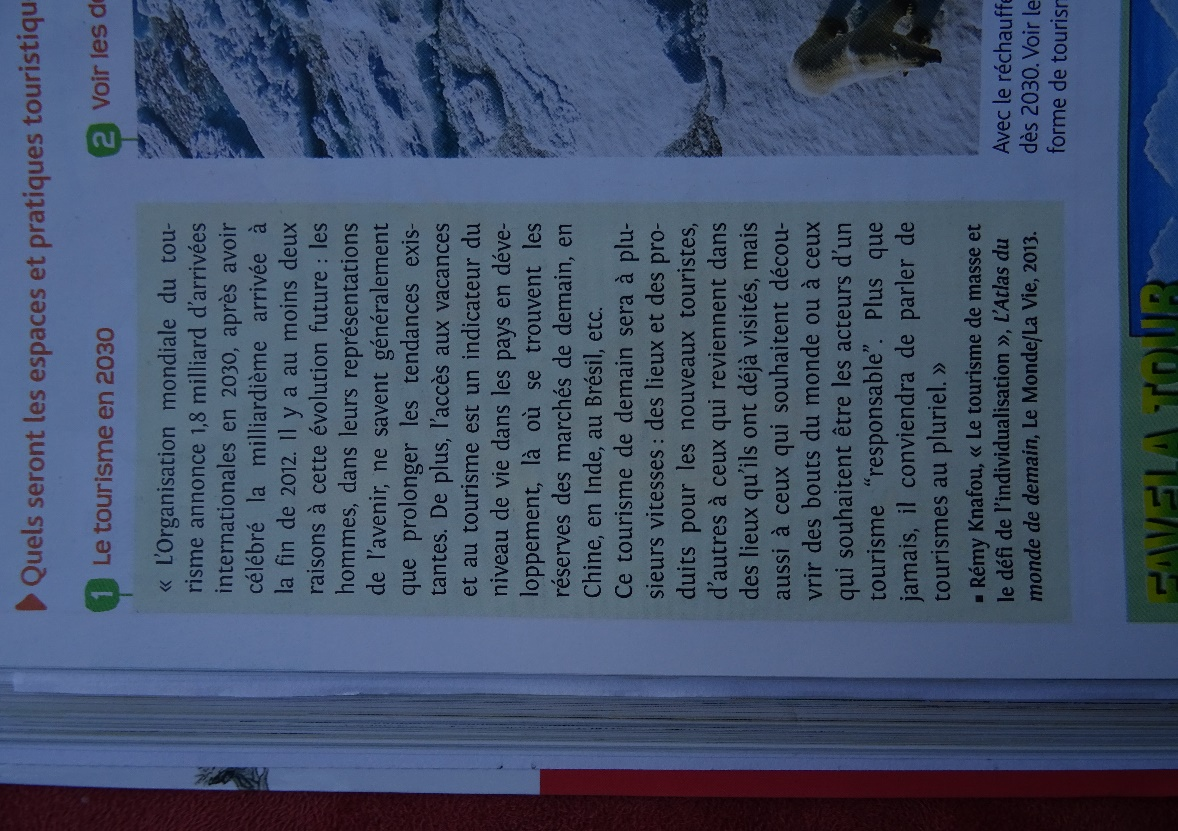 Quels seront les espaces et pratiques
1 Le tourisme en 2030
« L'Organisation mondiale du tou-
risme annonce 1,8 milliard d'arrivées
internationales en 2030, après avoir
célébré la milliardième arrivée à
la fin de 2012. Il y a au moins deux
raisons à cette évolution future : les
hommes, dans leurs représentations
de l'avenir, ne savent généralement
que prolonger les tendances exis-
tantes. De plus, l'accès aux vacances
et au tourisme est un indicateur du
niveau de vie dans les pays en déve-
loppement, là où se trouvent les
réserves des marchés de demain, en
Chine, en Inde, au Brésil, etc.
Ce tourisme de demain sera à plu-
sieurs vitesses : des lieux et des pro-
duits pour les nouveaux touristes,
d'autres à ceux qui reviennent dans
des lieux qu'ils ont déjà visités, mais
aussi à ceux qui souhaitent décou-
vrir des bouts du monde ou à ceux
qui souhaitent être les acteurs d'un
tourisme “responsable”. Plus que
jamais, il conviendra de parler de
tourismes au pluriel. »
▪ Rémy Knafou, « Le tourisme de masse et
le défi de l'individualisation », L'Atlas du
monde de demain, Le Monde/La Vie, 2013.
2 Voir les
Avec le
dès 2030. Voir
forme de
FAVELA TOUR